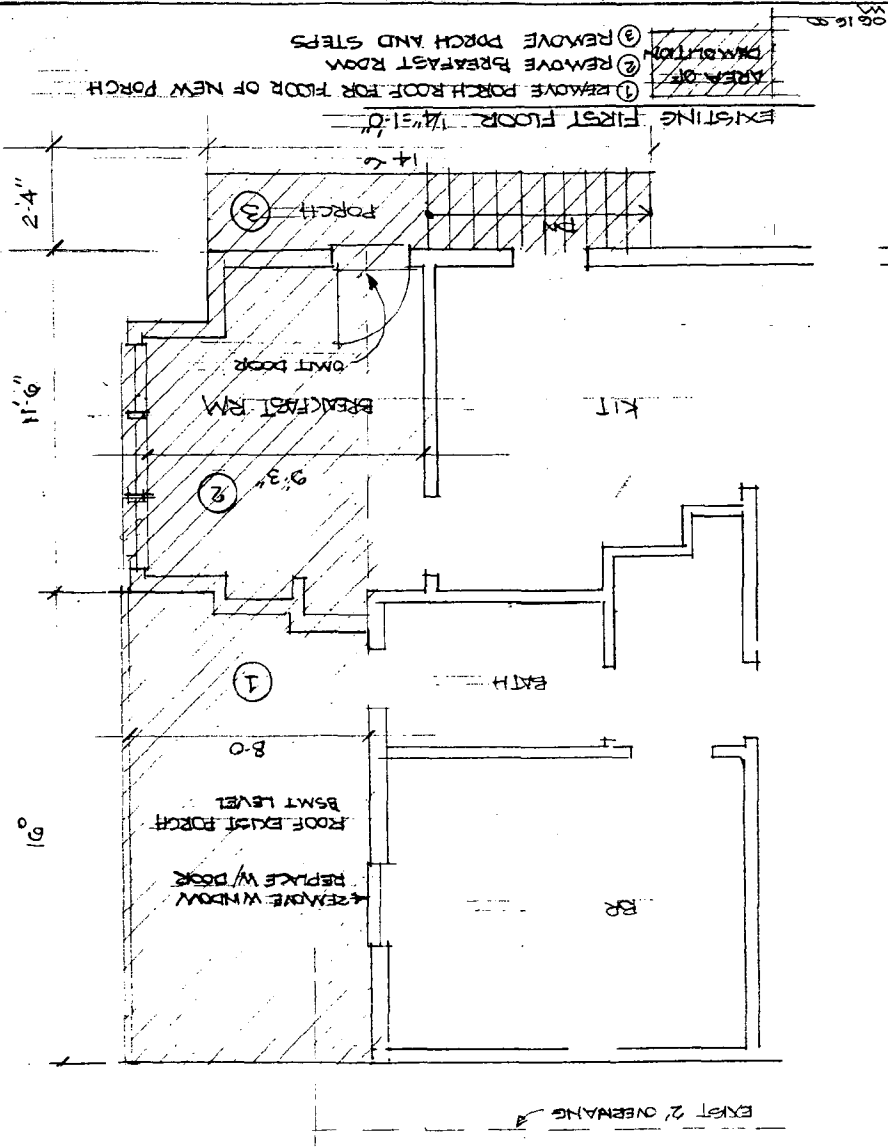 EXIST 2' OVERHANG
BR
REMOVE WINDOW
REPLACE W/ DOOR
ROOF EXIST PORCH
BSMT LEVEL
8-0
16'0
BATH
1
2
9'-3"
11'-6"
KIT
BREAKFAST RM
OMIT DOOR
DN
PORCH
3
2'-4"
14-6
EXISTING FIRST FLOOR 1/4"=1'-0"
AREA OF
DEMOLITION
① REMOVE PORCH ROOF FOR FLOOR OF NEW PORCH
② REMOVE BREAKFAST ROOM
③ REMOVE PORCH AND STEPS